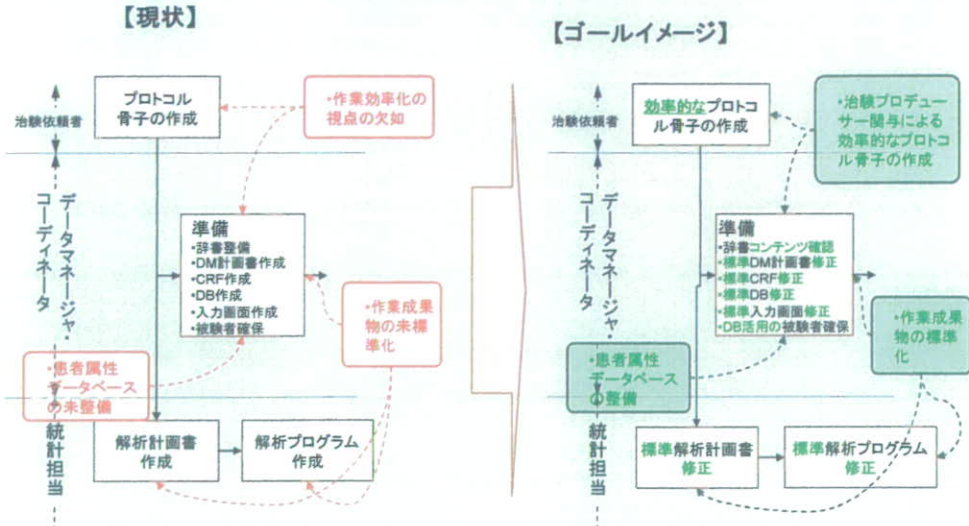 【現状】
プロトコル
骨子の作成
・作業効率化の
視点の欠如
治験依頼者
データマネージャ・
コーディネータ
準備
・辞書整備
・DM計画書作成
・CRF作成
・DB作成
・入力画面作成
・被験者確保
・作業成果
物の未標
準化
・患者属性
データベース
の未整備
統計担当
解析計画書
作成
解析プログラム
作成
【ゴールイメージ】
効率的なプロトコ
ル骨子の作成
・治験プロデュー
サー関与による
効率的なプロトコ
ル骨子の作成
治験依頼者
データマネージャ・
コーディネータ
準備
・辞書コンテンツ確認
・標準DM計画書修正
・標準CRF修正
・標準DB修正
・標準入力画面修正
・DB活用の被験者確保
・作業成果
物の標準
化
・患者属性
データベース
の整備
統計担当
標準解析計画書
修正
標準解析プログラム
修正